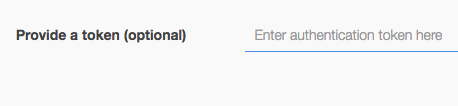 Provide a token (optional) Enter authentication token here